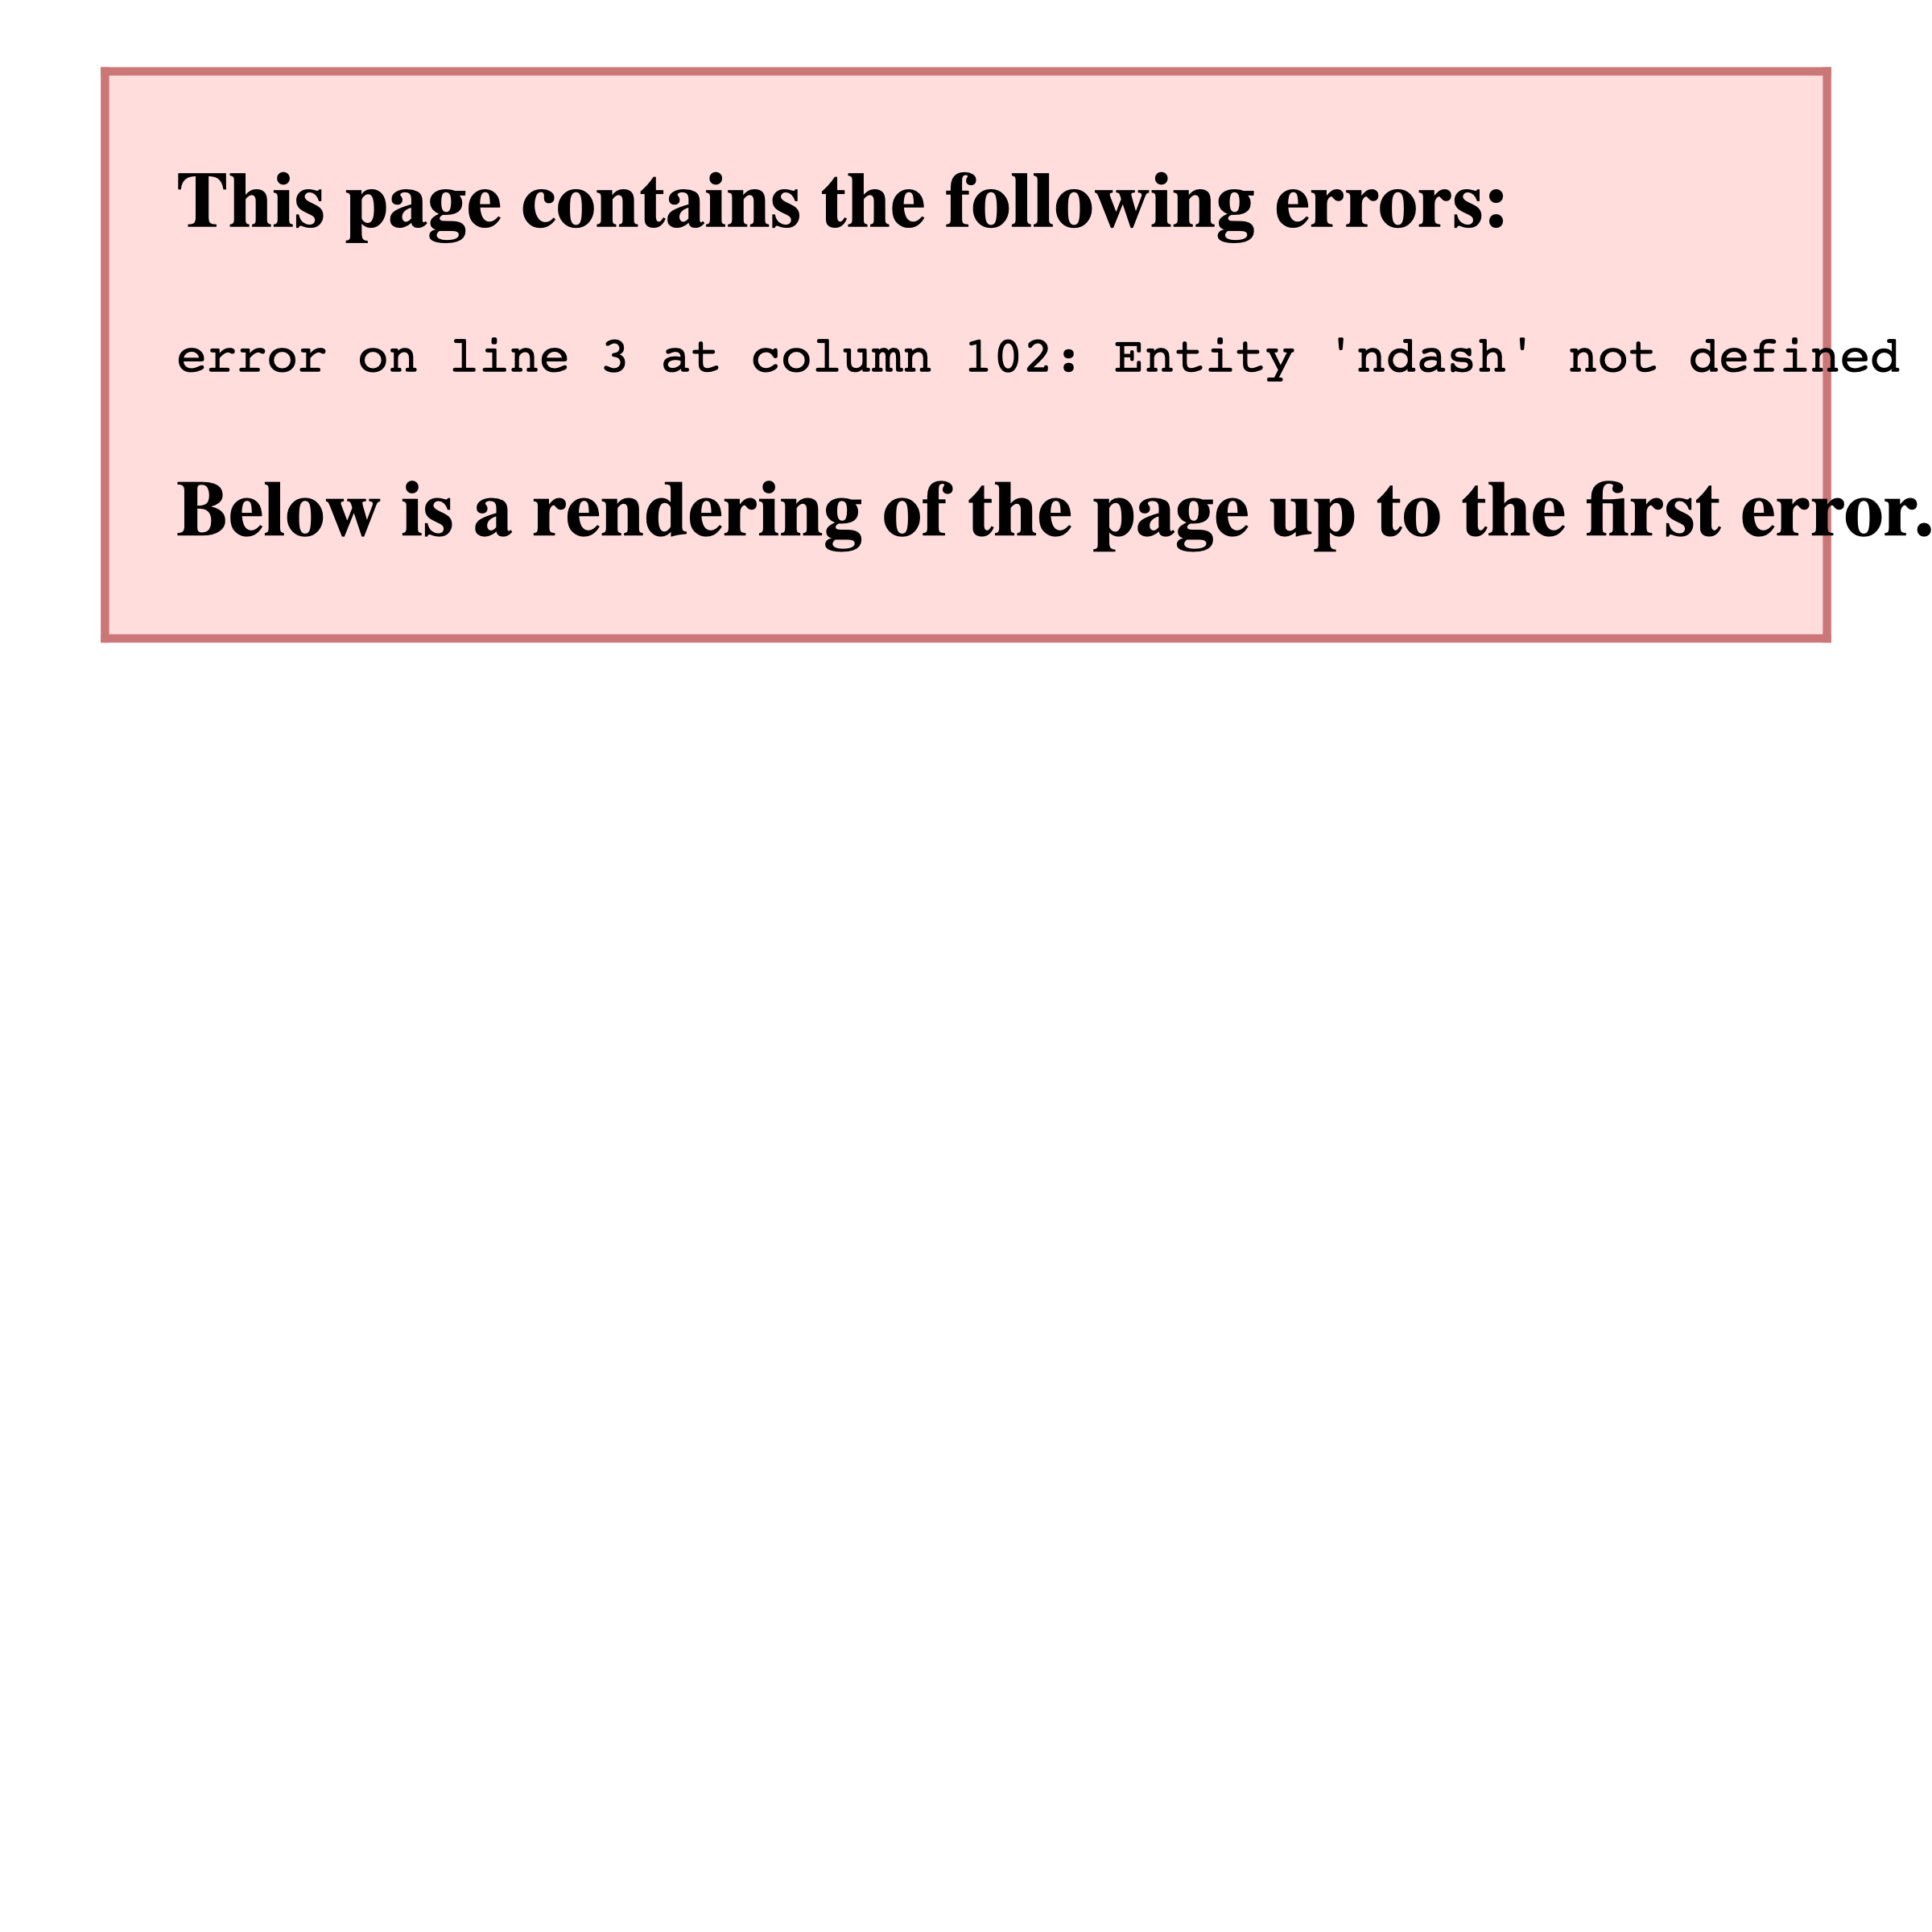 This page contains the following errors:
error on line 3 at column 102: Entity 'ndash' not defined
Below is a rendering of the page up to the first error.